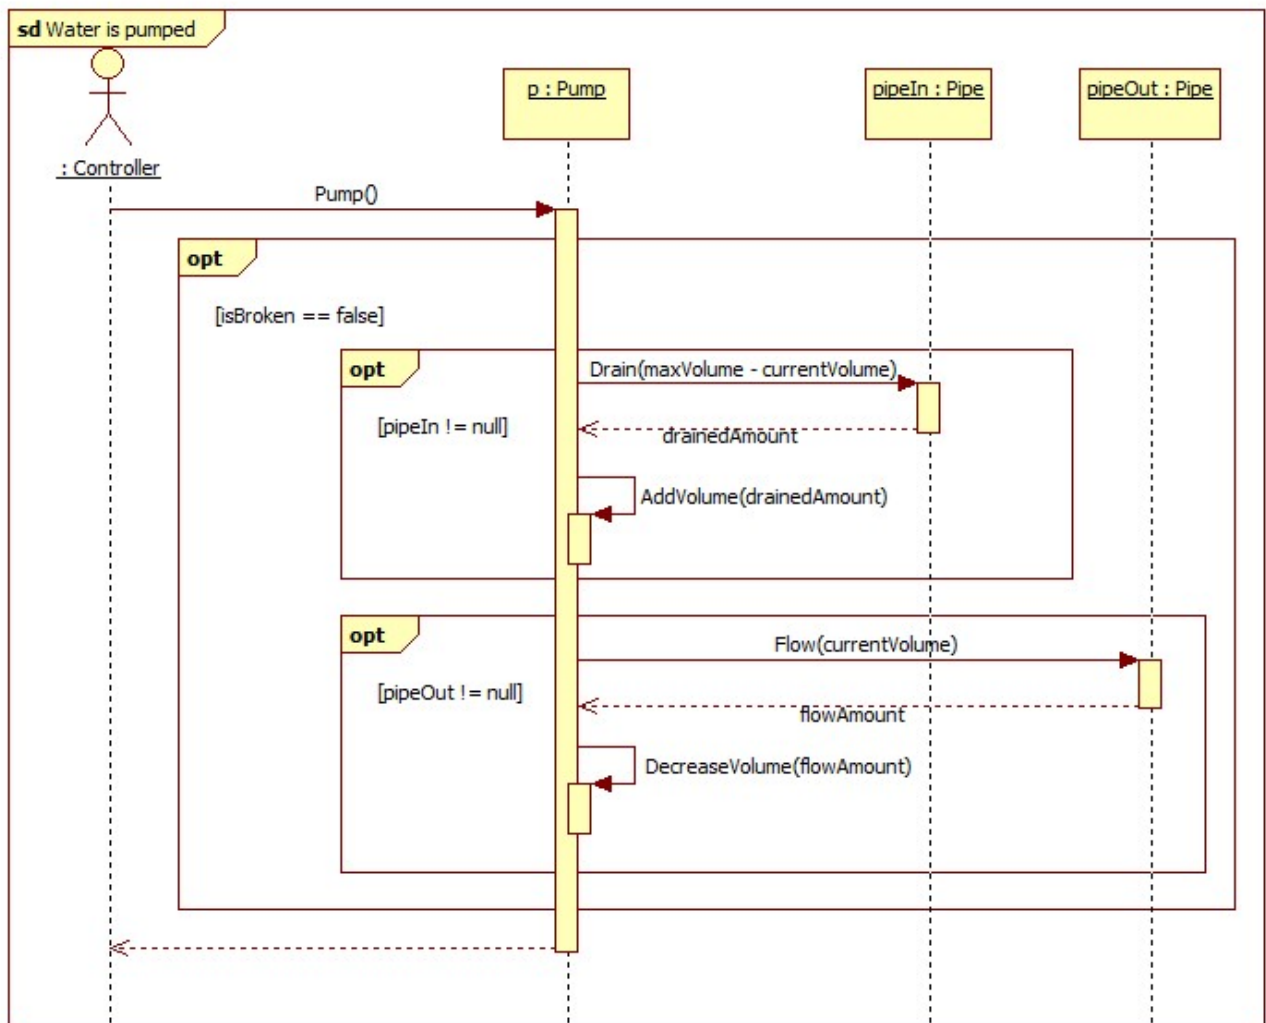 sd Water is pumped
p : Pump
pipeIn : Pipe
pipeOut : Pipe
: Controller
Pump()
opt
[isBroken == false]
opt
Drain(maxVolume - currentVolume)
[pipeIn != null]
drainedAmount
AddVolume(drainedAmount)
opt
Flow(currentVolume)
[pipeOut != null]
flowAmount
DecreaseVolume(flowAmount)